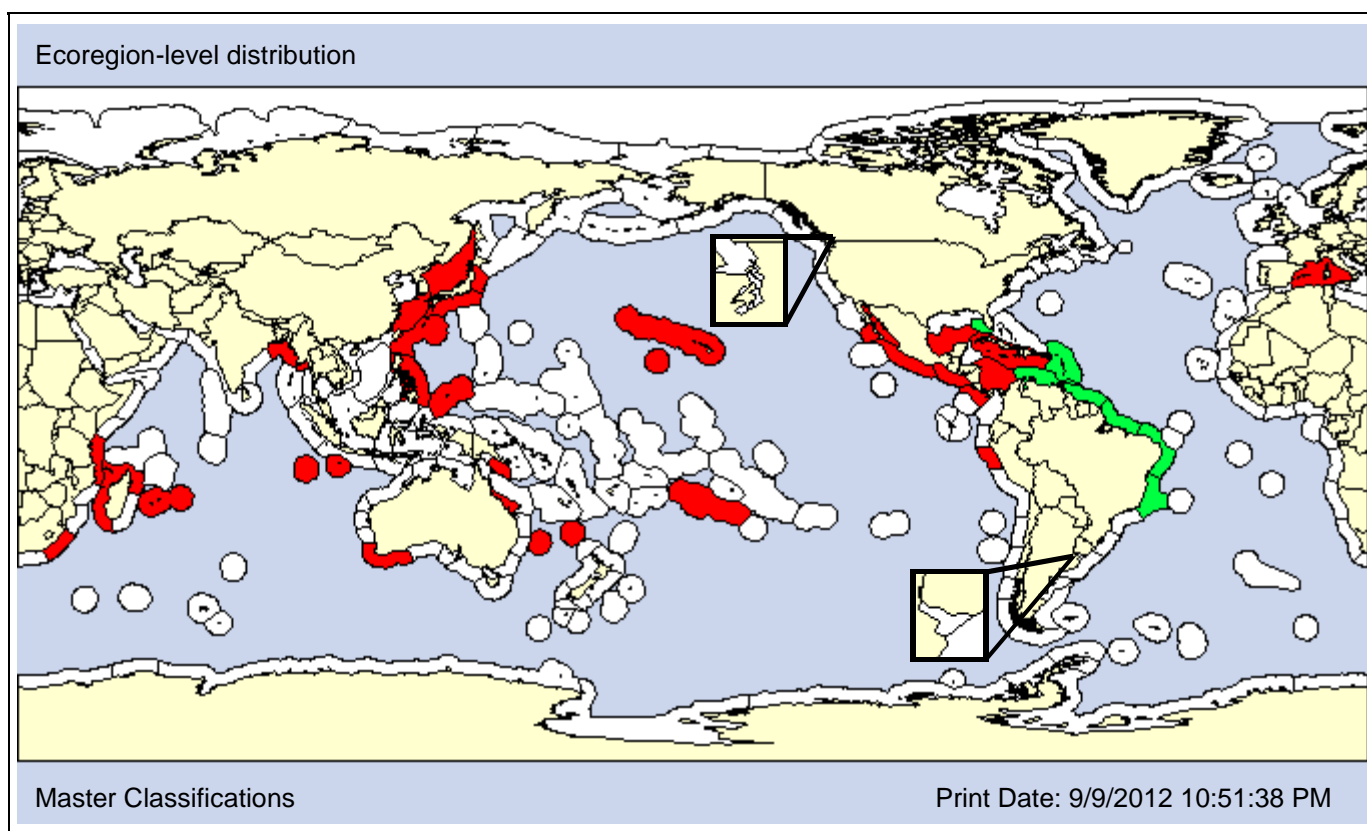 Ecoregion-level distribution
Master Classifications
Print Date: 9/9/2012 10:51:38 PM